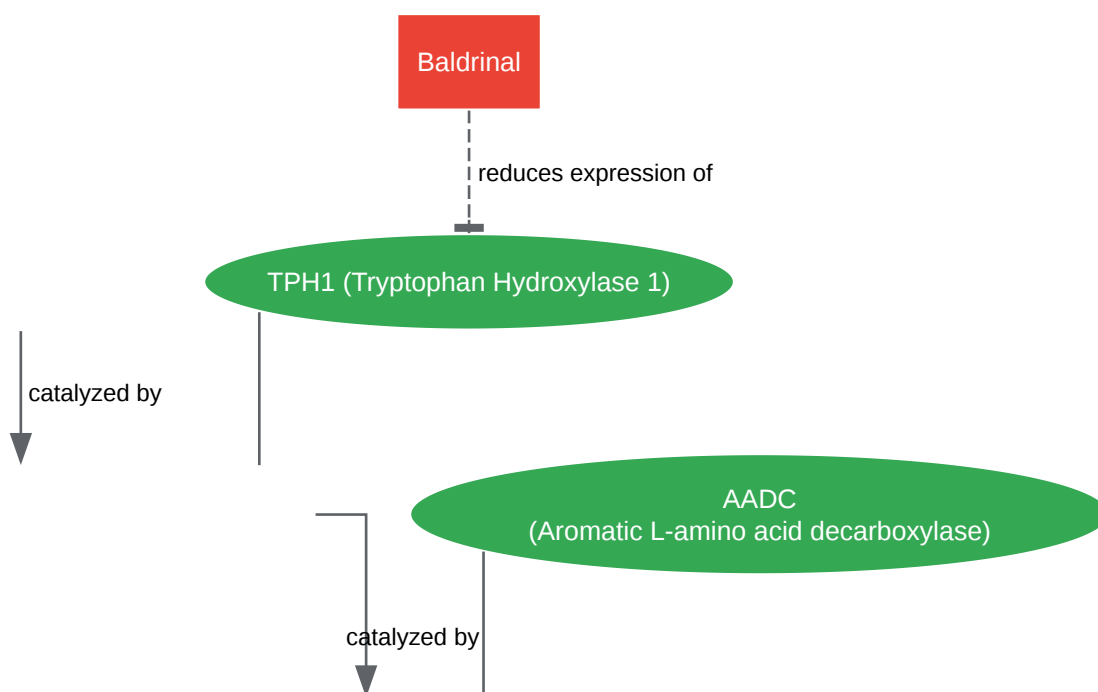 Baldrinal
reduces expression of
TPH1 (Tryptophan Hydroxylase 1)
catalyzed by
AADC
(Aromatic L-amino acid decarboxylase)
catalyzed by